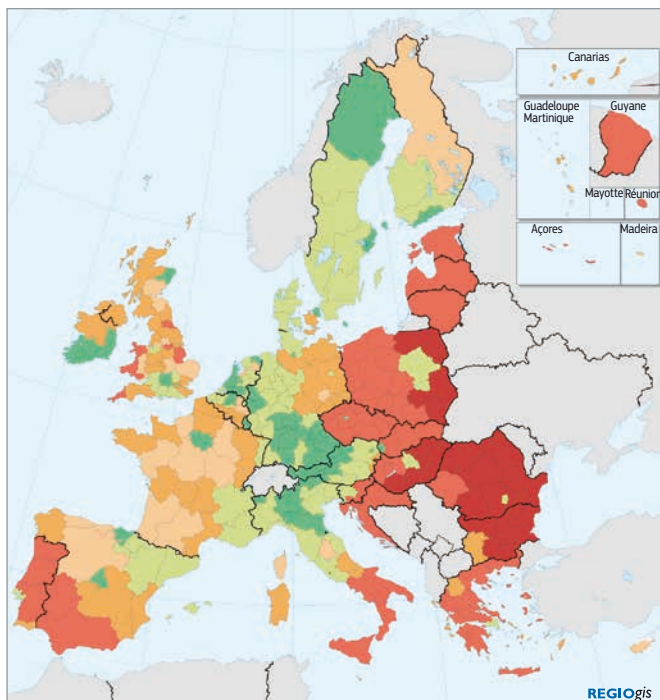 Canarias
Guadeloupe
Martinique
Guyane
Mayotte
Réunion
Açores
Madeira
REGIOgis